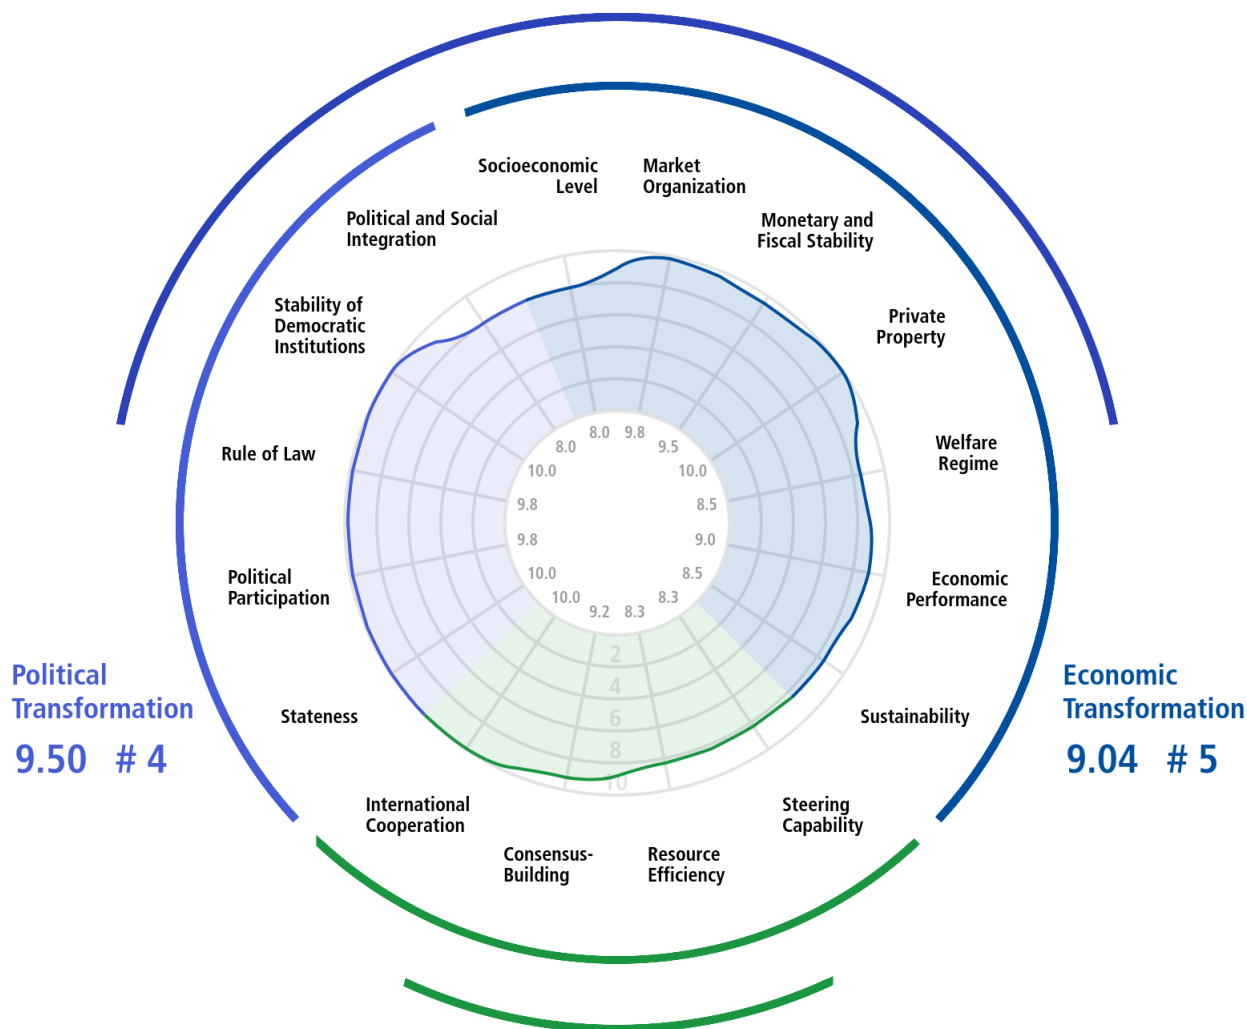 Socioeconomic
Level
Market
Organization
Political and Social
Integration
Monetary and
Fiscal Stability
Stability of
Democratic
Institutions
Private
Property
Rule of Law
Welfare
Regime
Political
Participation
Economic
Performance
Stateness
Sustainability
International
Cooperation
Steering
Capability
Consensus-
Building
Resource
Efficiency
8.0
9.8
8.0
9.5
10.0
10.0
9.8
8.5
9.8
9.0
10.0
8.5
10.0
8.3
9.2
8.3
2
4
6
8
10
Political
Transformation
9.50 # 4
Economic
Transformation
9.04 # 5